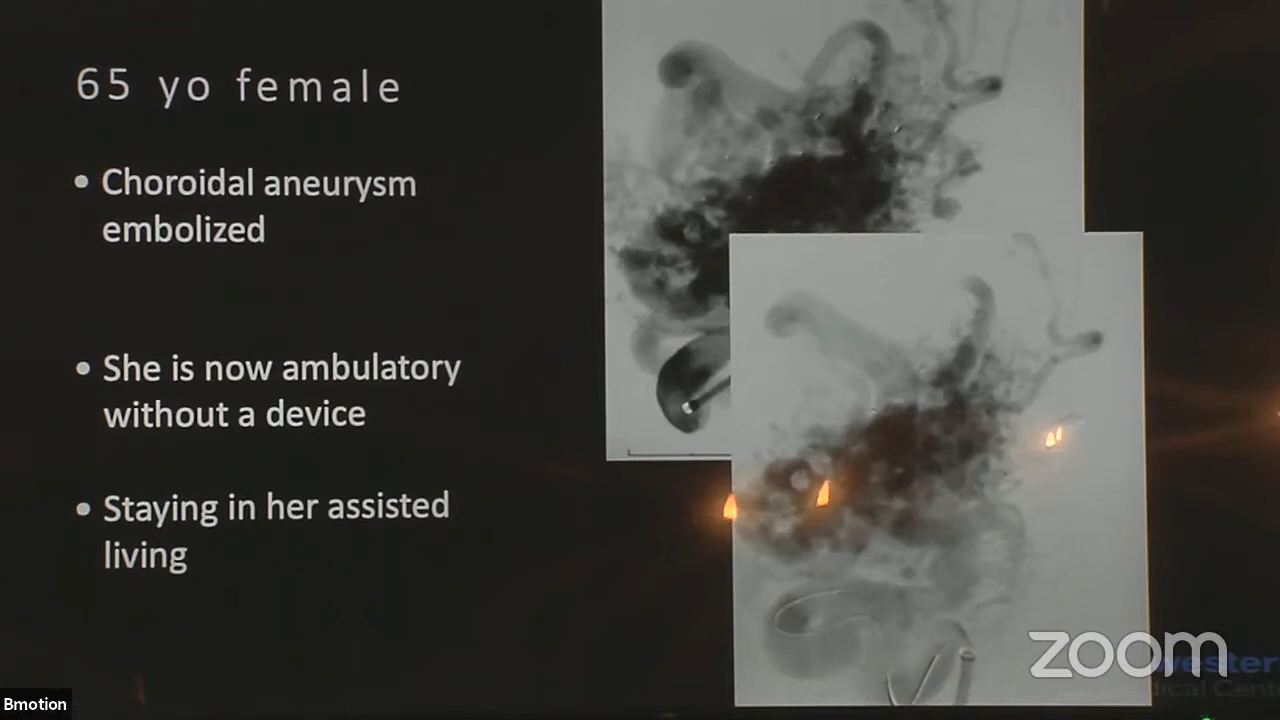 65 yo female
• Choroidal aneurysm
embolized
• She is now ambulatory
without a device
• Staying in her assisted
living
zoom
Bmotion